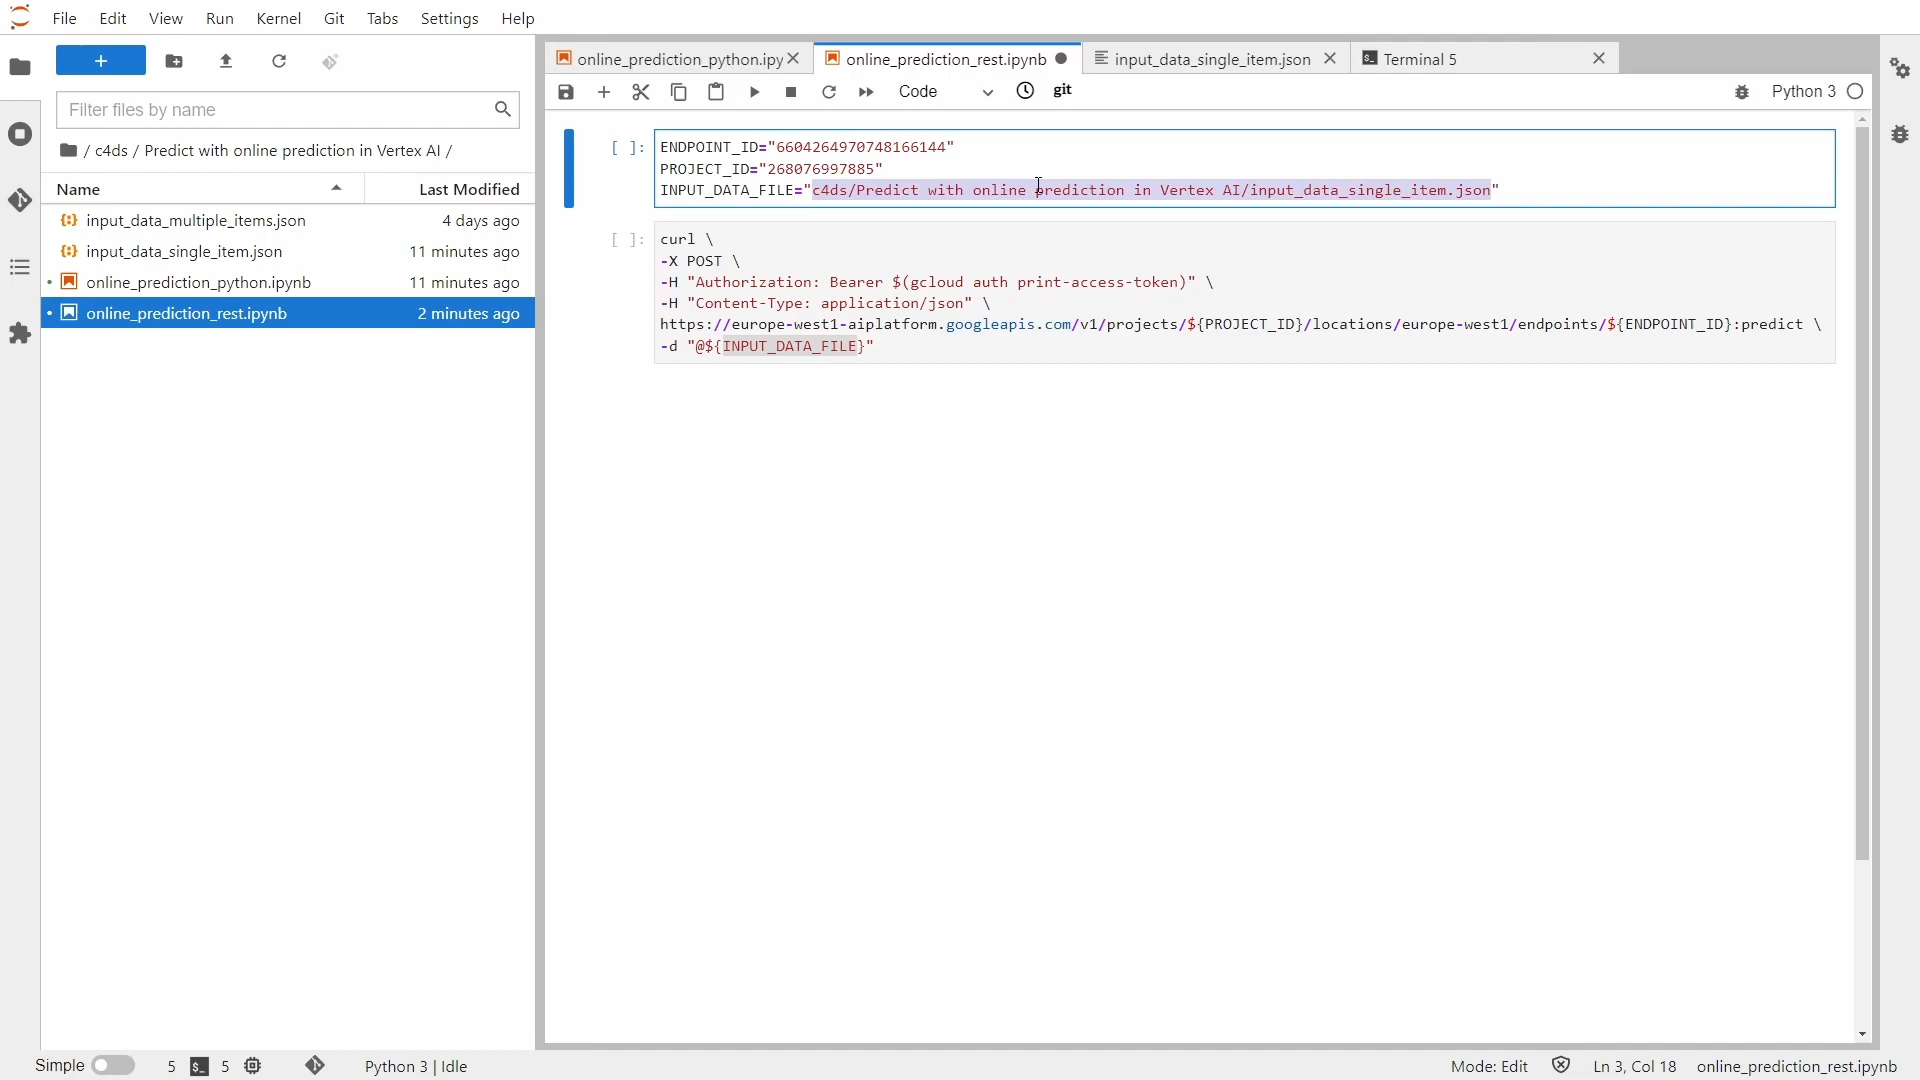 File Edit View Run Kernel Git Tabs Settings Help
+
Filter files by name
/ c4ds / Predict with online prediction in Vertex AI /
Name Last Modified
input_data_multiple_items.json 4 days ago
input_data_single_item.json 11 minutes ago
online_prediction_python.ipynb 11 minutes ago
online_prediction_rest.ipynb 2 minutes ago
online_prediction_python.ipy online_prediction_rest.ipynb input_data_single_item.json Terminal 5
Code git Python 3
[ ]: ENDPOINT_ID="6604264970748166144"
PROJECT_ID="268076997885"
INPUT_DATA_FILE="c4ds/Predict with online prediction in Vertex AI/input_data_single_item.json"
[ ]: curl \
-X POST \
-H "Authorization: Bearer $(gcloud auth print-access-token)" \
-H "Content-Type: application/json" \
https://europe-west1-aiplatform.googleapis.com/v1/projects/${PROJECT_ID}/locations/europe-west1/endpoints/${ENDPOINT_ID}:predict \
-d "@${INPUT_DATA_FILE}"
Simple 5 $_ 5 Python 3 | Idle Mode: Edit Ln 3, Col 18 online_prediction_rest.ipynb